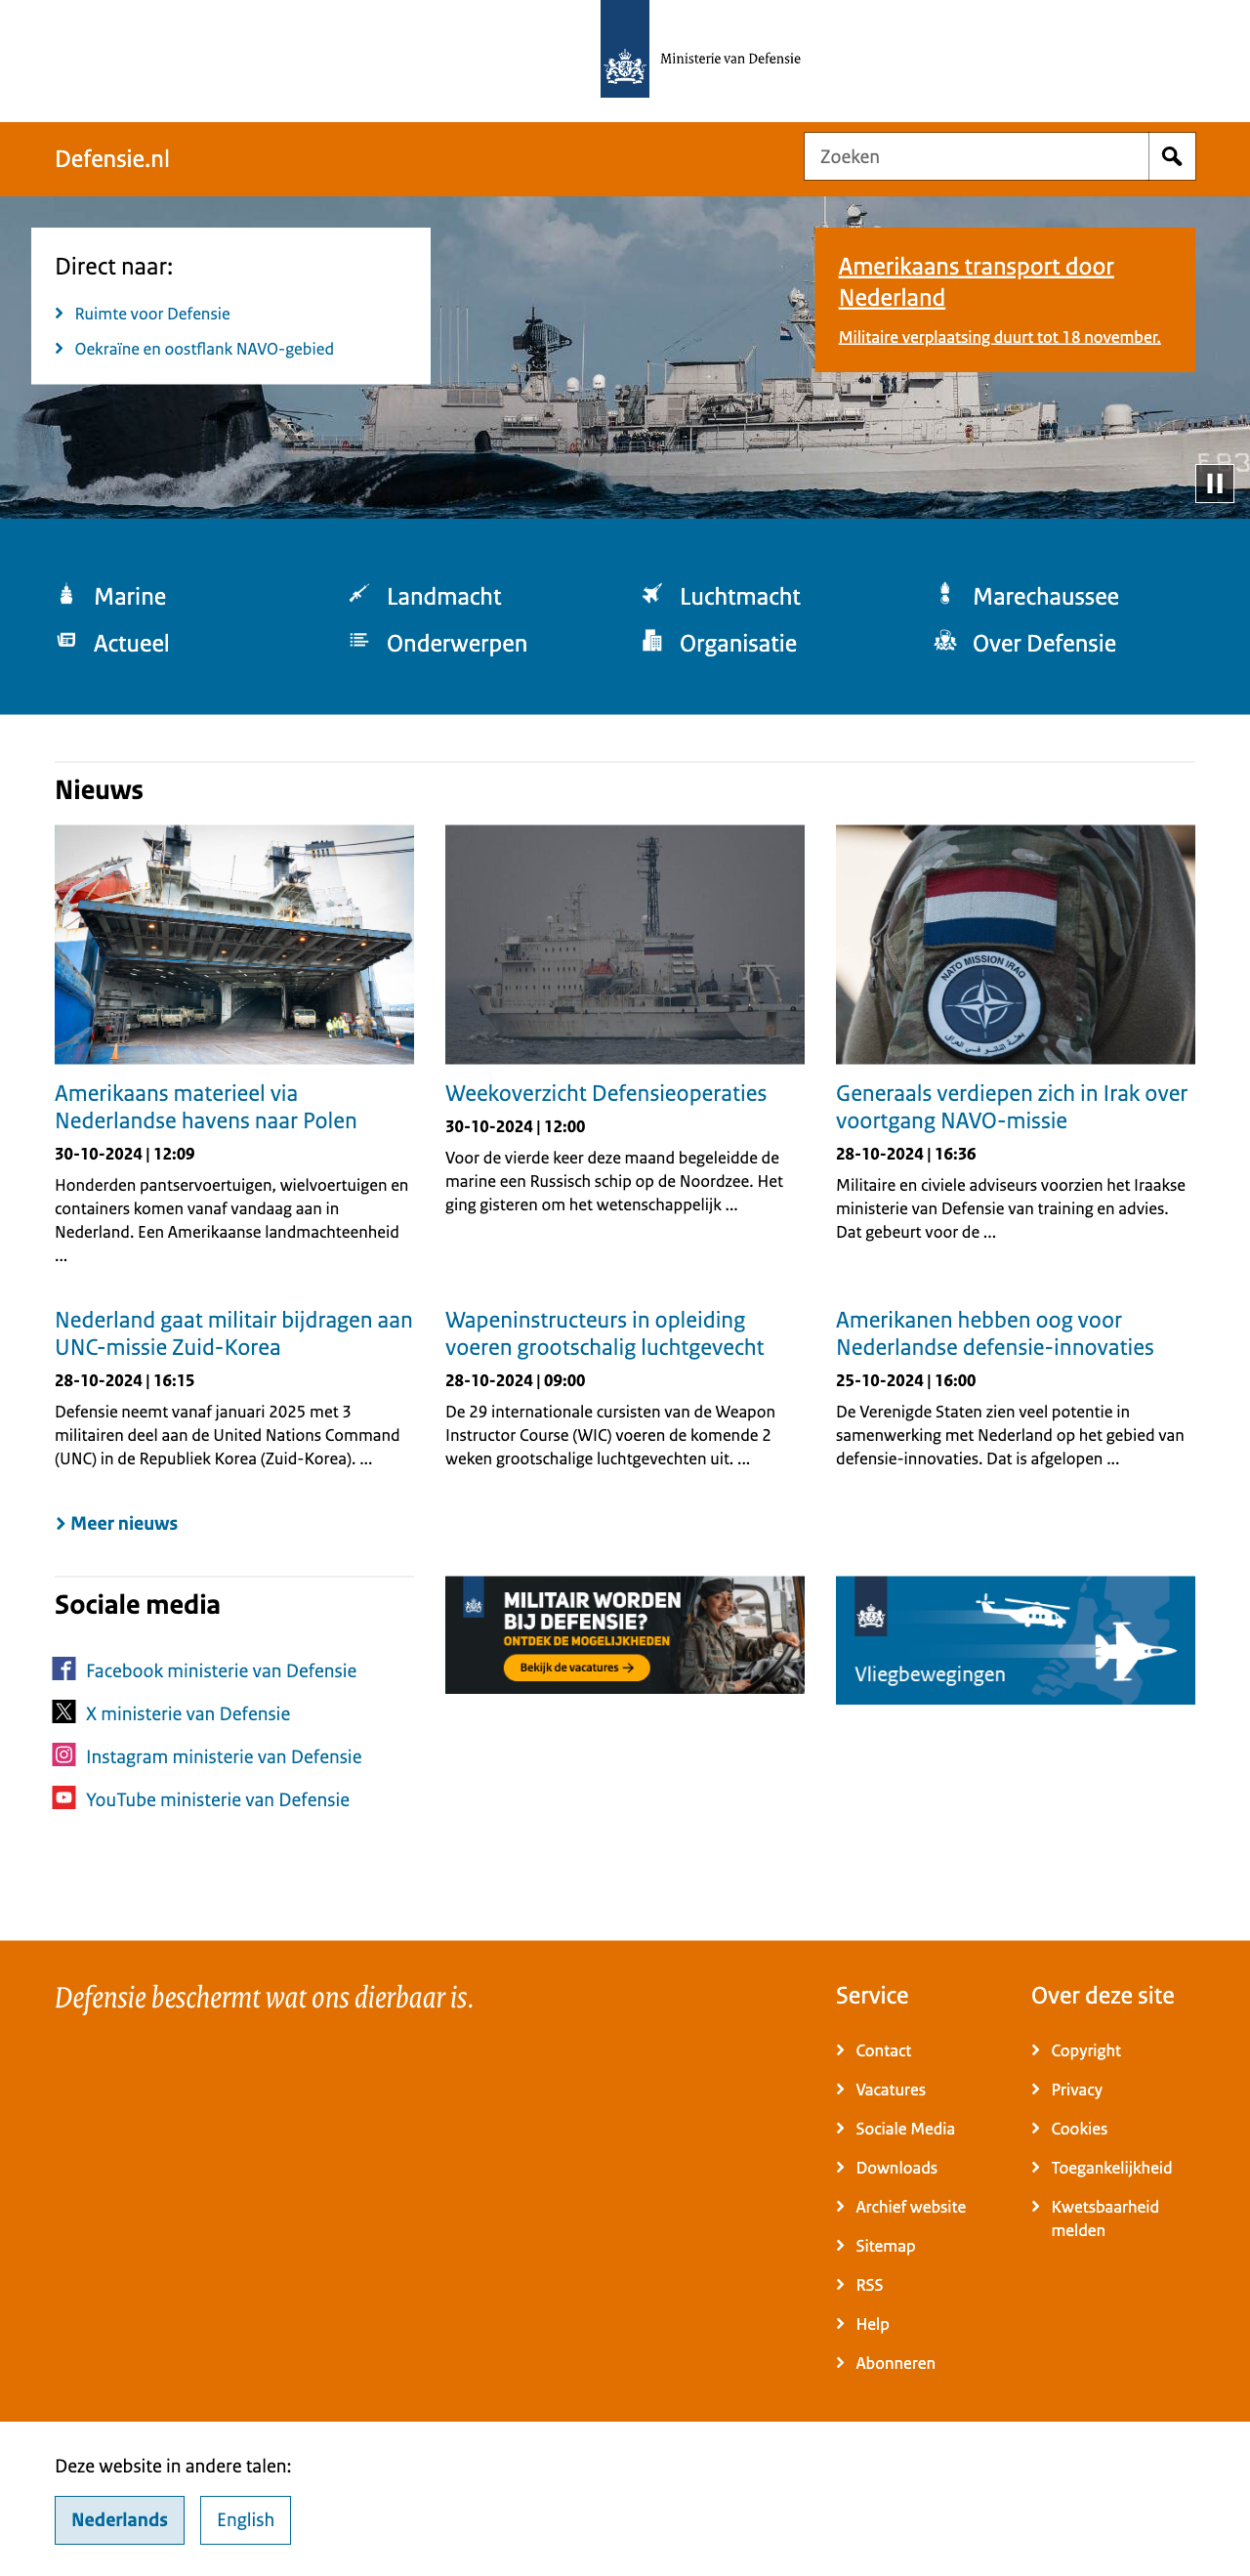 Ministerie van Defensie
Defensie.nl
Zoeken
Direct naar:
Ruimte voor Defensie
Oekraïne en oostflank NAVO-gebied
Amerikaans transport door
Nederland
Militaire verplaatsing duurt tot 18 november.
Marine
Landmacht
Luchtmacht
Marechaussee
Actueel
Onderwerpen
Organisatie
Over Defensie
Nieuws
NATO MISSION IRAQ
Amerikaans materieel via
Nederlandse havens naar Polen
30-10-2024 | 12:09
Honderden pantservoertuigen, wielvoertuigen en
containers komen vanaf vandaag aan in
Nederland. Een Amerikaanse landmachteenheid
...
Weekoverzicht Defensieoperaties
30-10-2024 | 12:00
Voor de vierde keer deze maand begeleidde de
marine een Russisch schip op de Noordzee. Het
ging gisteren om het wetenschappelijk ...
Generaals verdiepen zich in Irak over
voortgang NAVO-missie
28-10-2024 | 16:36
Militaire en civiele adviseurs voorzien het Iraakse
ministerie van Defensie van training en advies.
Dat gebeurt voor de ...
Nederland gaat militair bijdragen aan
UNC-missie Zuid-Korea
28-10-2024 | 16:15
Defensie neemt vanaf januari 2025 met 3
militairen deel aan de United Nations Command
(UNC) in de Republiek Korea (Zuid-Korea). ...
Wapeninstructeurs in opleiding
voeren grootschalig luchtgevecht
28-10-2024 | 09:00
De 29 internationale cursisten van de Weapon
Instructor Course (WIC) voeren de komende 2
weken grootschalige luchtgevechten uit. ...
Amerikanen hebben oog voor
Nederlandse defensie-innovaties
25-10-2024 | 16:00
De Verenigde Staten zien veel potentie in
samenwerking met Nederland op het gebied van
defensie-innovaties. Dat is afgelopen ...
Meer nieuws
Sociale media
Facebook ministerie van Defensie
X ministerie van Defensie
Instagram ministerie van Defensie
YouTube ministerie van Defensie
MILITAIR WORDEN
BIJ DEFENSIE?
ONTDEK DE MOGELIJKHEDEN
Bekijk de vacatures →
Vliegbewegingen
Defensie beschermt wat ons dierbaar is.
Service
Contact
Vacatures
Sociale Media
Downloads
Archief website
Sitemap
RSS
Help
Abonneren
Over deze site
Copyright
Privacy
Cookies
Toegankelijkheid
Kwetsbaarheid
melden
Deze website in andere talen:
Nederlands
English